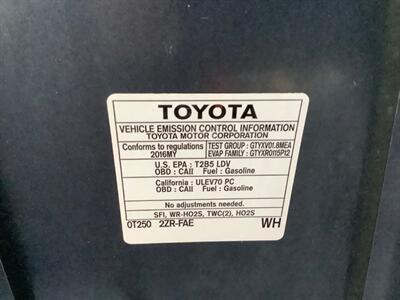 TOYOTA
VEHICLE EMISSION CONTROL INFORMATION
TOYOTA MOTOR CORPORATION
Conforms to regulations TEST GROUP : GTYXV01.8MEA
2016MY EVAP FAMILY : GTYXR0115P12
U.S. EPA : T2B5 LDV
OBD : CAII Fuel : Gasoline
California : ULEV70 PC
OBD : CAII Fuel : Gasoline
No adjustments needed.
SFI, WR-HO2S, TWC(2), HO2S
0T250 2ZR-FAE WH